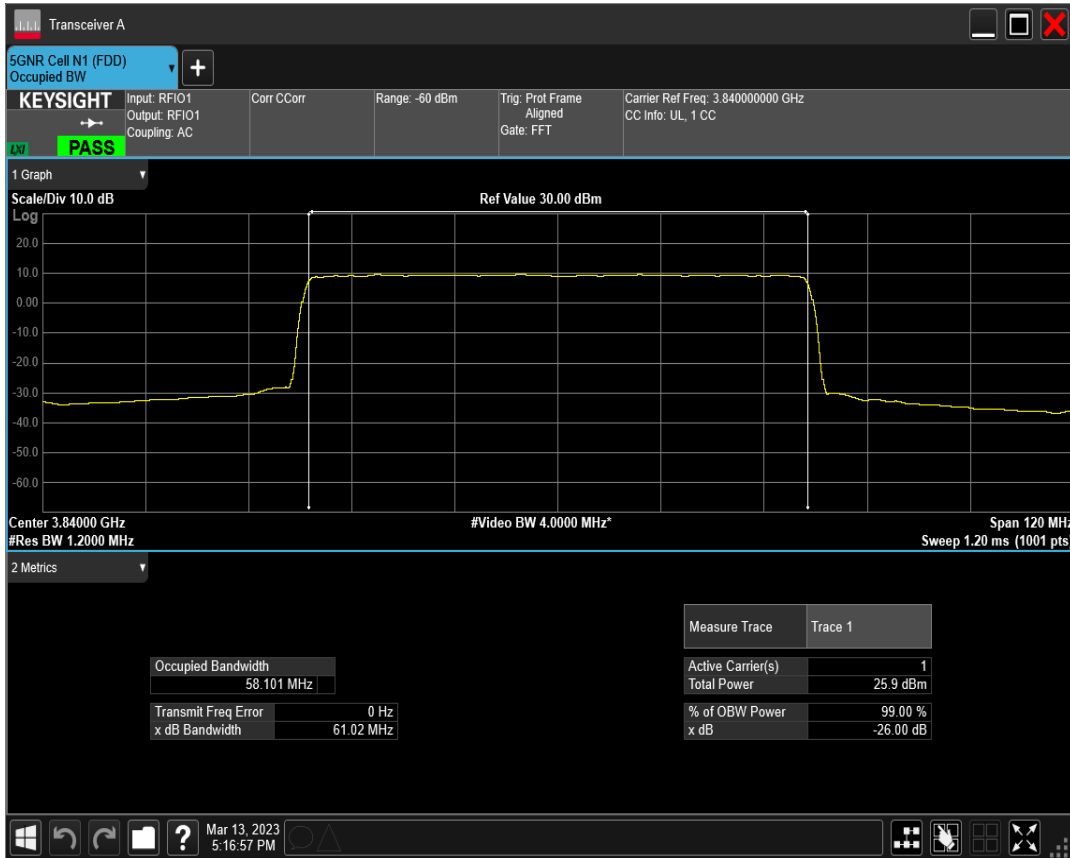 Transceiver A
5GNR Cell N1 (FDD)
Occupied BW
+
KEYSIGHT
LXI
PASS
Input: RFIO1
Output: RFIO1
Coupling: AC
Corr CCorr
Range: -60 dBm
Trig: Prot Frame
Aligned
Gate: FFT
Carrier Ref Freq: 3.840000000 GHz
CC Info: UL, 1 CC
1 Graph
Scale/Div 10.0 dB
Ref Value 30.00 dBm
Log
20.0
10.0
0.00
-10.0
-20.0
-30.0
-40.0
-50.0
-60.0
Center 3.84000 GHz
#Video BW 4.0000 MHz*
Span 120 MHz
#Res BW 1.2000 MHz
Sweep 1.20 ms (1001 pts)
2 Metrics
Measure Trace Trace 1
Occupied Bandwidth
58.101 MHz
Active Carrier(s) 1
Total Power 25.9 dBm
Transmit Freq Error 0 Hz
x dB Bandwidth 61.02 MHz
% of OBW Power 99.00 %
x dB -26.00 dB
?
Mar 13, 2023
5:16:57 PM